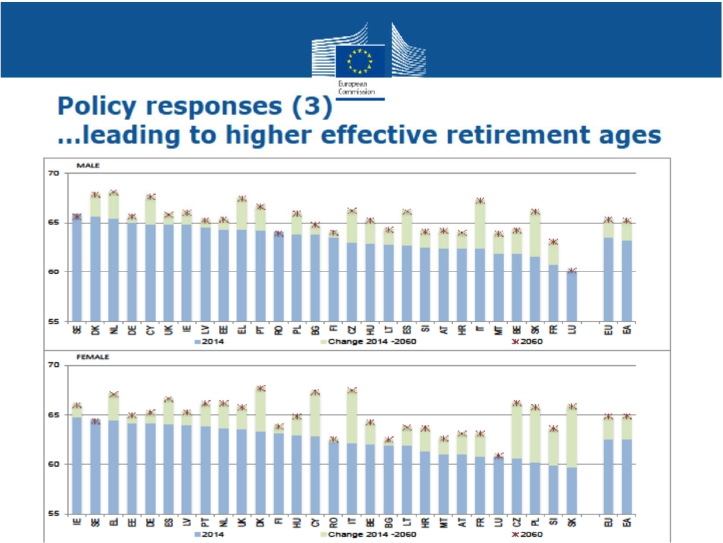 European
Commission
Policy responses (3)
...leading to higher effective retirement ages
MALE
70
65
60
55
SE DK NL DE CY UK IE LV EE EL PT RO PL BG FI CZ HU LT ES SI AT HR IT MT BE SK FR LU EU EA
2014 Change 2014 -2060 2060
FEMALE
70
65
60
55
IE SE EL EE DE ES LV PT NL UK DK FI HU CY RO IT BE BG LT HR MT AT FR LU CZ PL SI SK EU EA
2014 Change 2014 -2060 2060